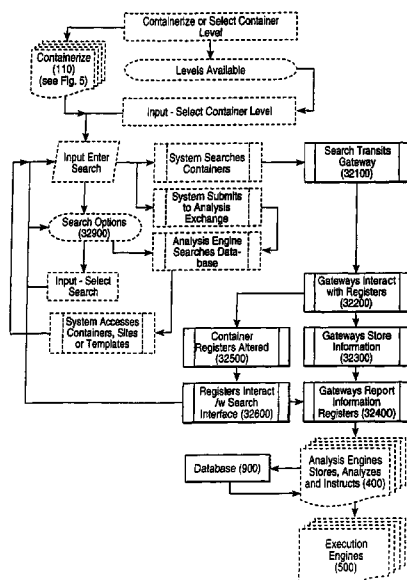 Containerize or Select Container
Level
Containerize
(110)
(see Fig. 5)
Levels Available
Input - Select Container Level
Input Enter
Search
System Searches
Containers
Search Transits
Gateway
(32100)
System Submits
to Analysis
Exchange
Search Options
(32900)
Analysis Engine
Searches Data-
base
Input - Select
Search
Gateways Interact
with Registers
(32200)
System Accesses
Containers, Sites
or Templates
Container
Registers Altered
(32500)
Gateways Store
Information
(32300)
Registers Interact
/w Search
Interface (32600)
Gateways Report
Information
Registers (32400)
Database (900)
Analysis Engines
Stores, Analyzes
and Instructs (400)
Execution
Engines
(500)